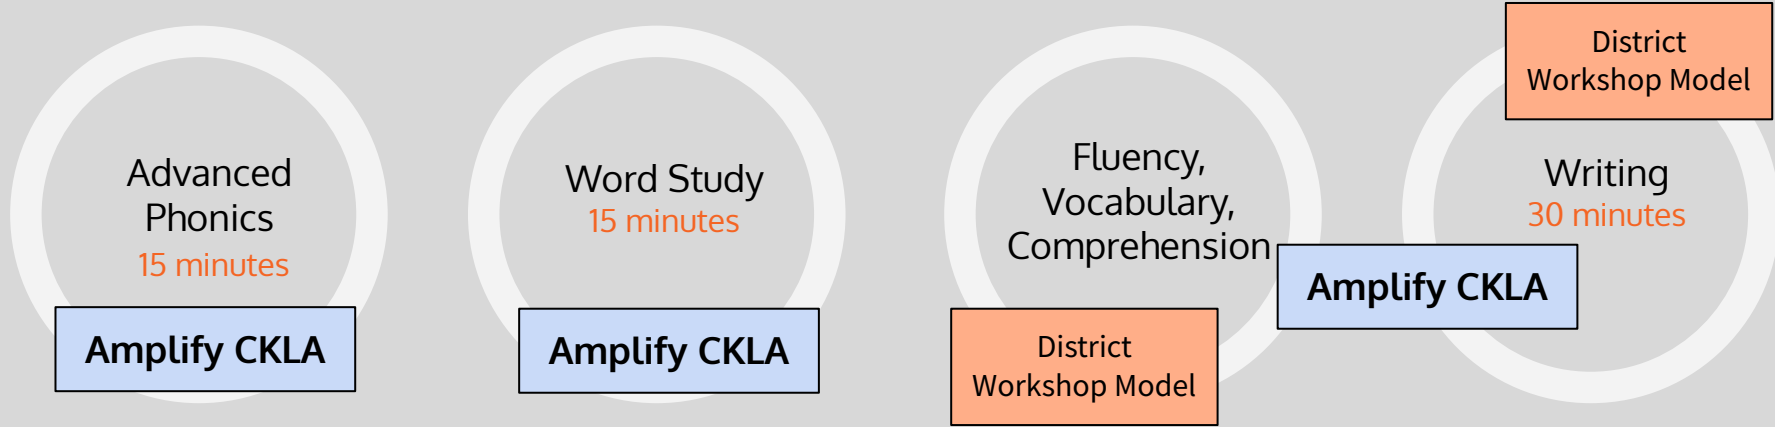 Advanced
Phonics
15 minutes
Amplify CKLA
Word Study
15 minutes
Amplify CKLA
Fluency,
Vocabulary,
Comprehension
District
Workshop Model
Amplify CKLA
District
Workshop Model
Writing
30 minutes